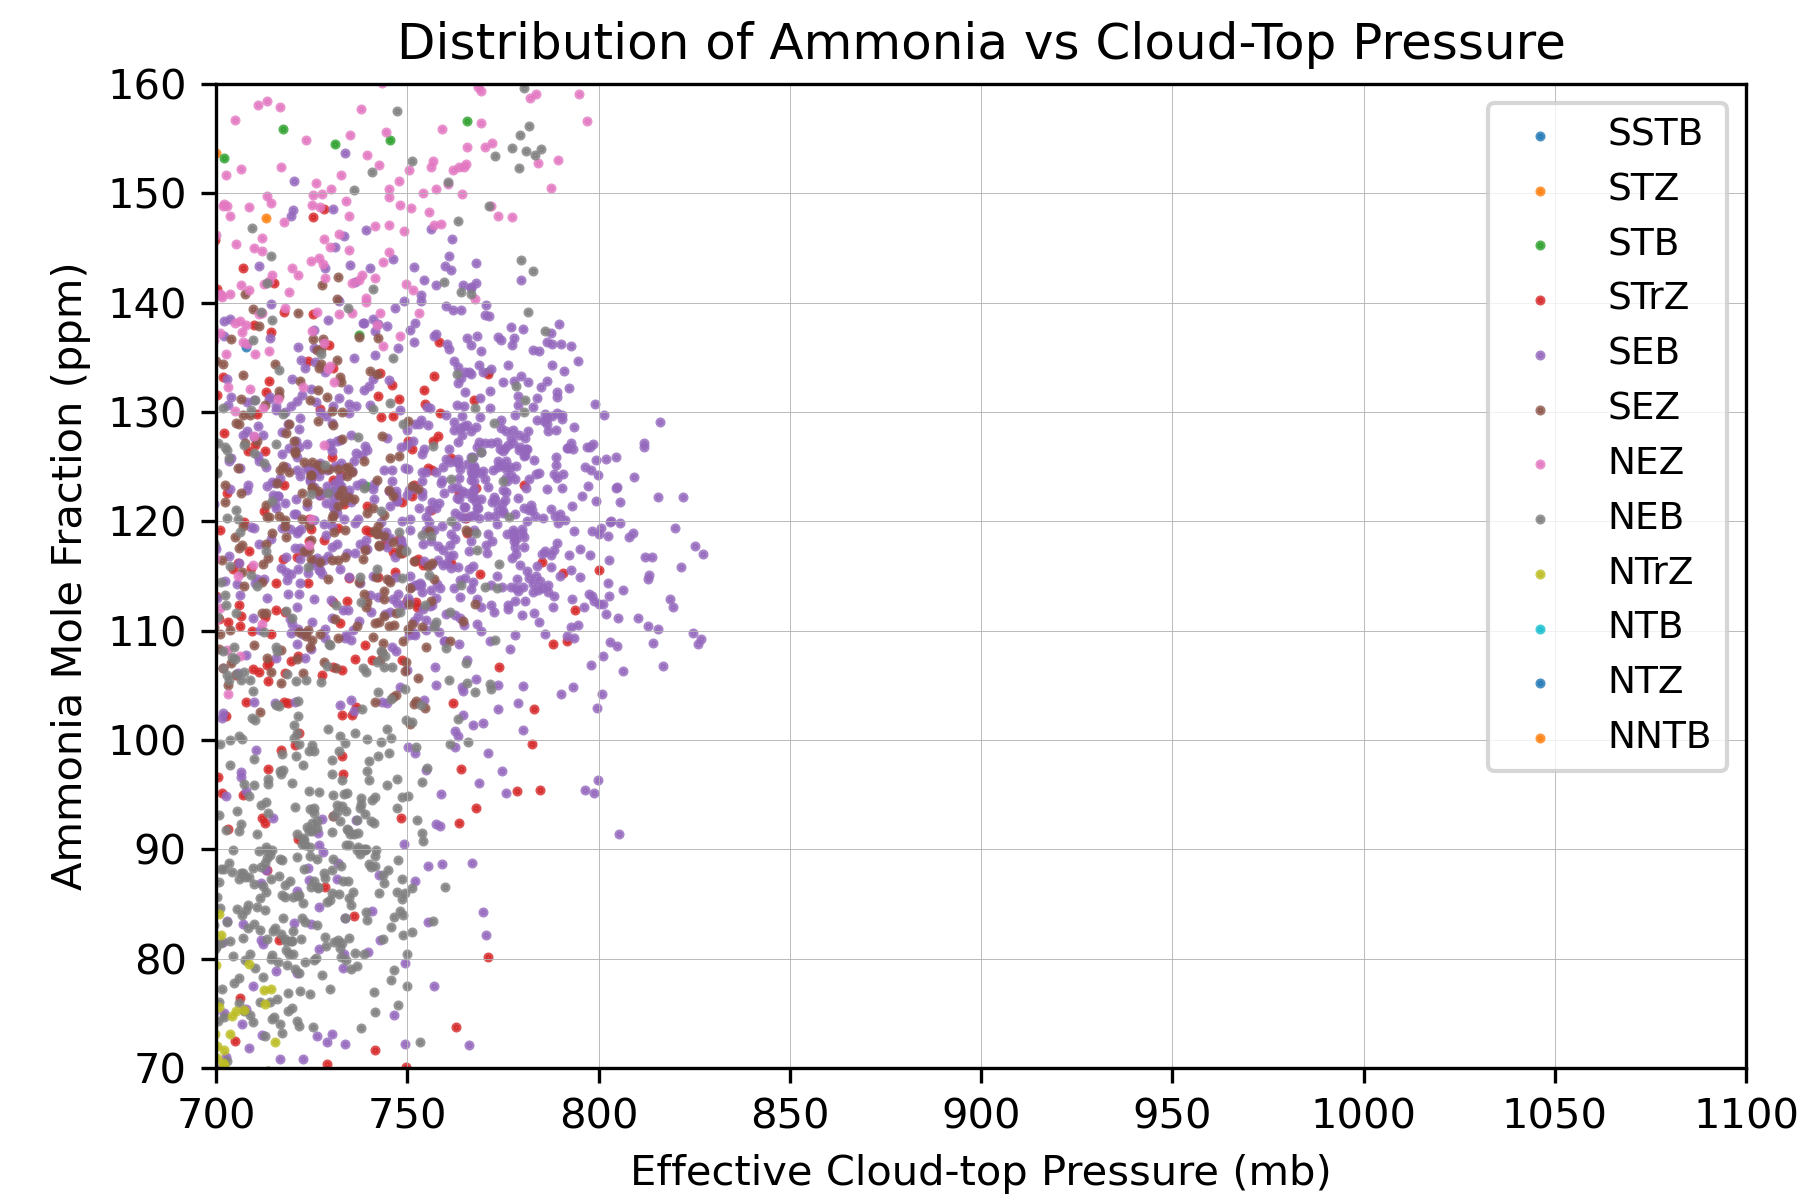 Distribution of Ammonia vs Cloud-Top Pressure
160
150
140
130
120
110
100
90
80
70
Ammonia Mole Fraction (ppm)
SSTB
STZ
STB
STrZ
SEB
SEZ
NEZ
NEB
NTrZ
NTB
NTZ
NNTB
700 750 800 850 900 950 1000 1050 1100
Effective Cloud-top Pressure (mb)